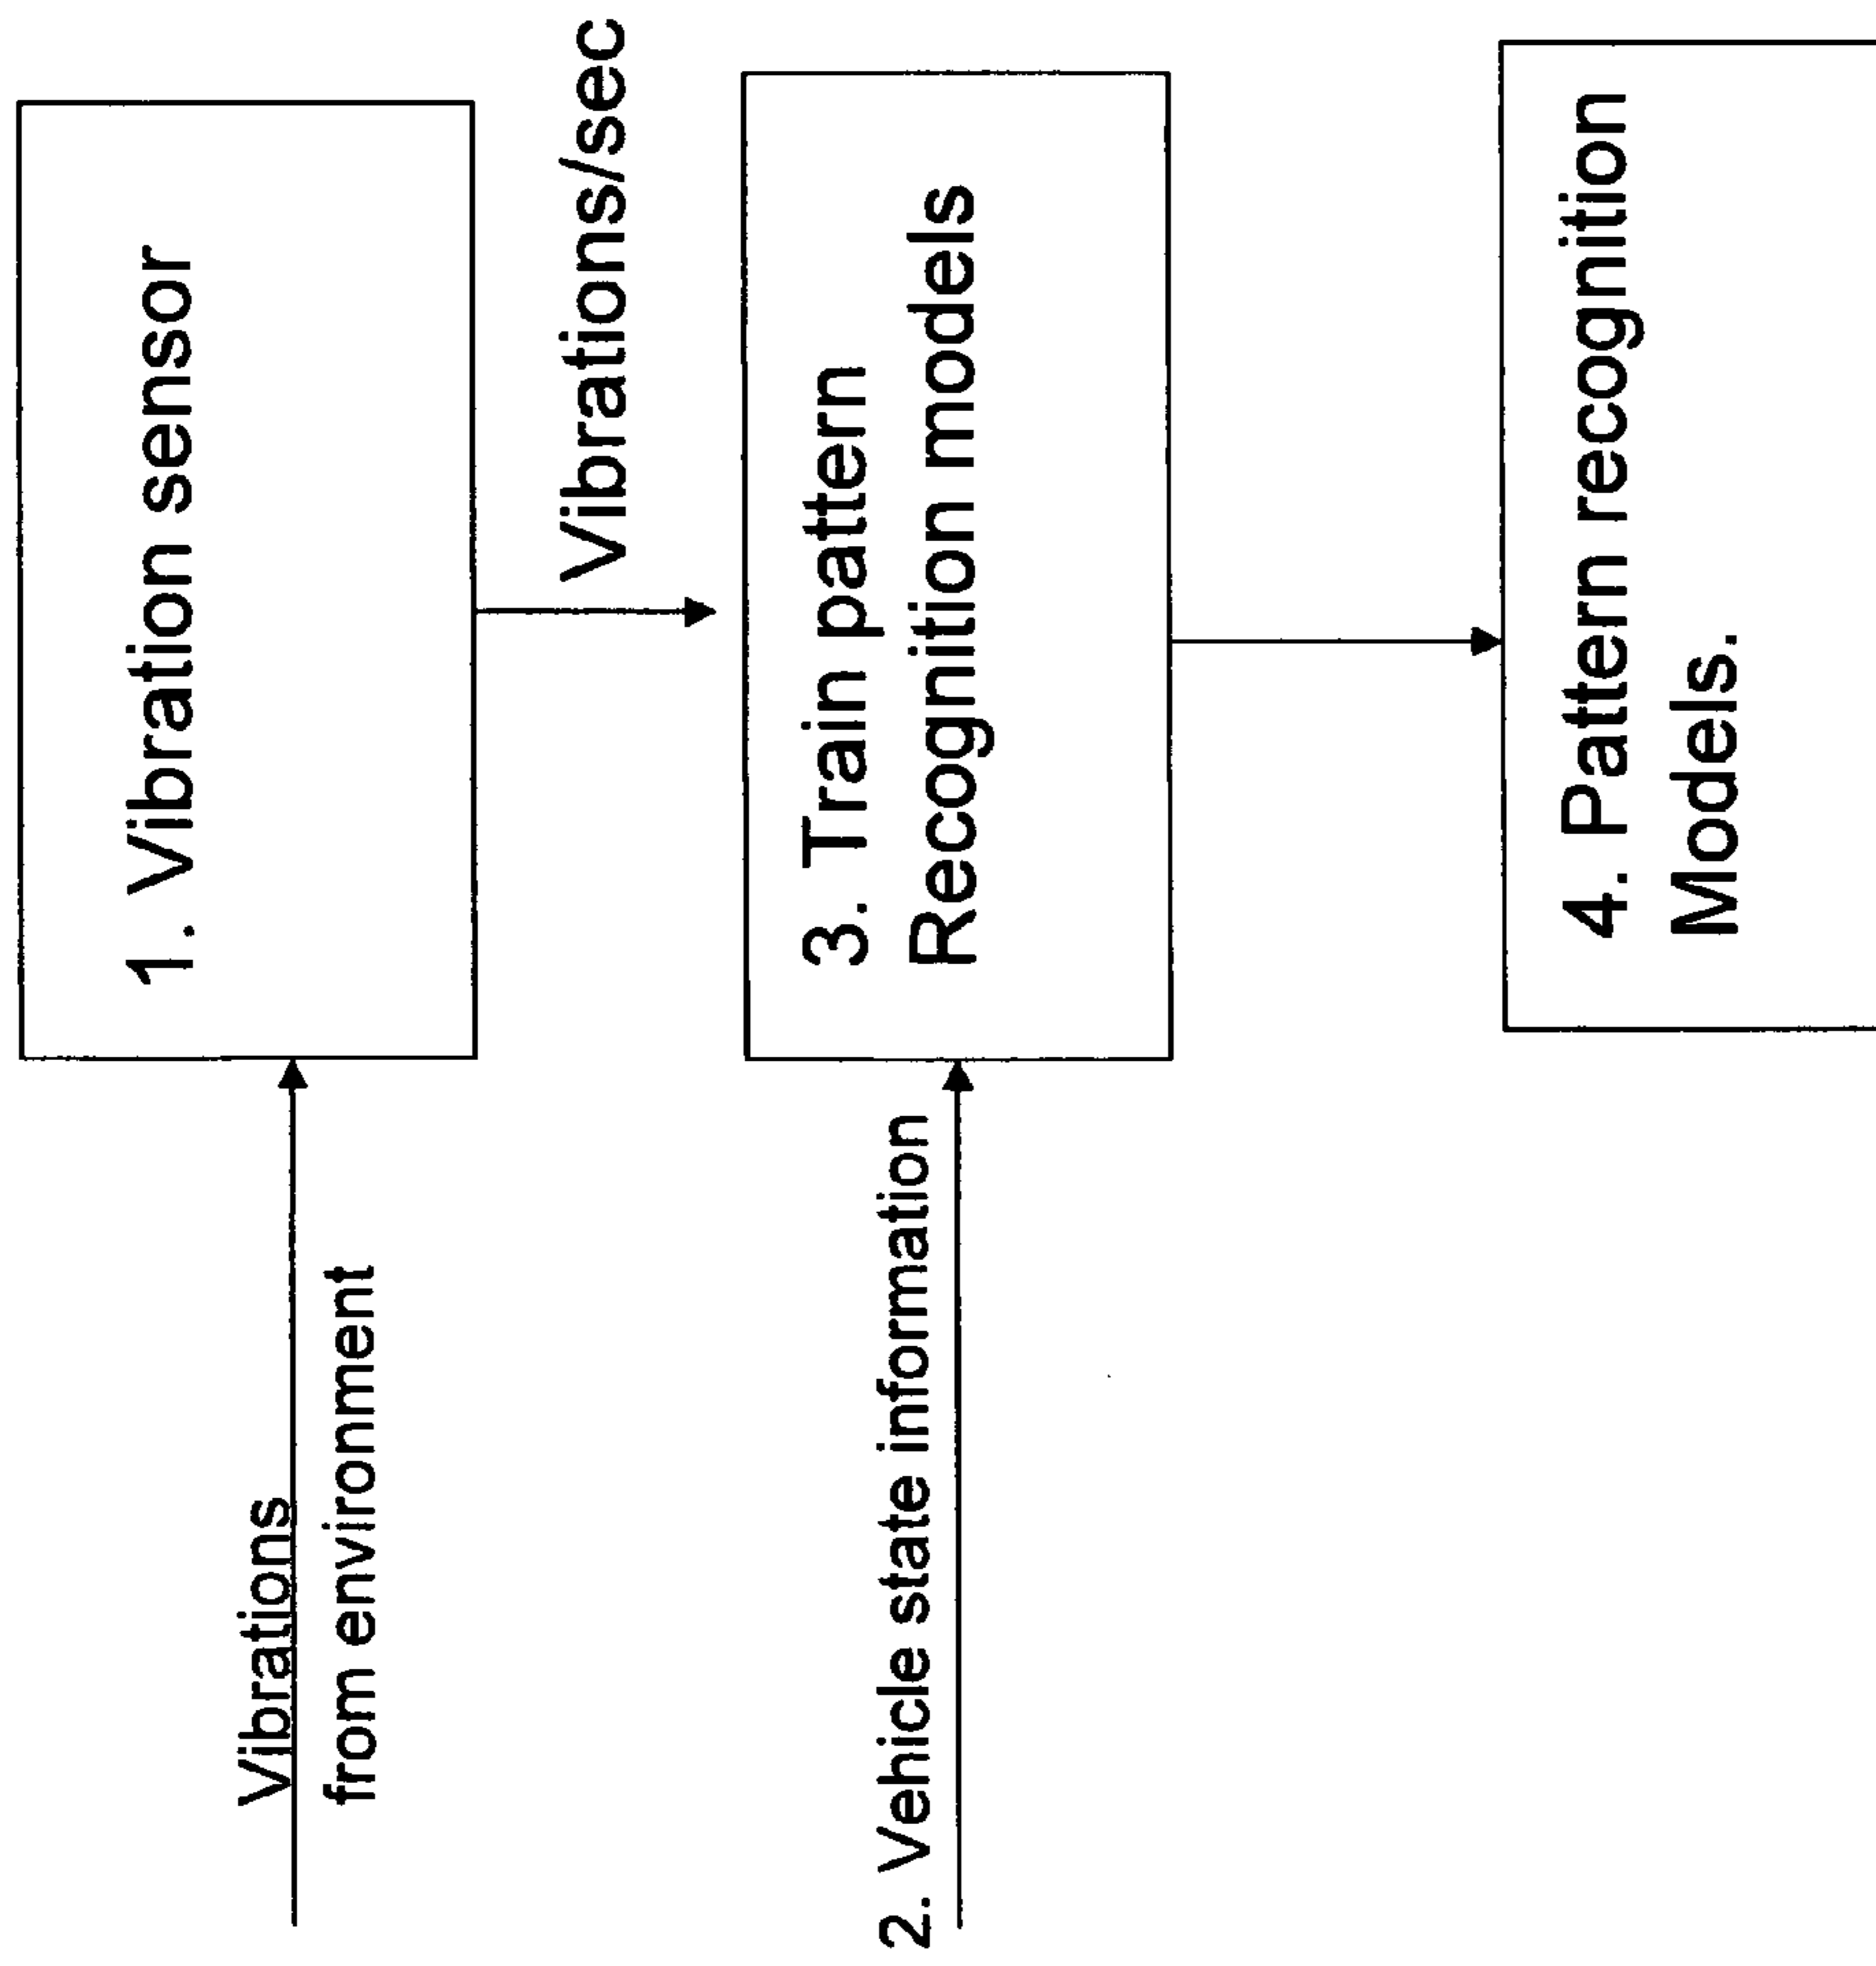 Vibrations
from environment
1. Vibration sensor
Vibrations/sec
2. Vehicle state information
3. Train pattern
Recognition models
4. Pattern recognition
Models.